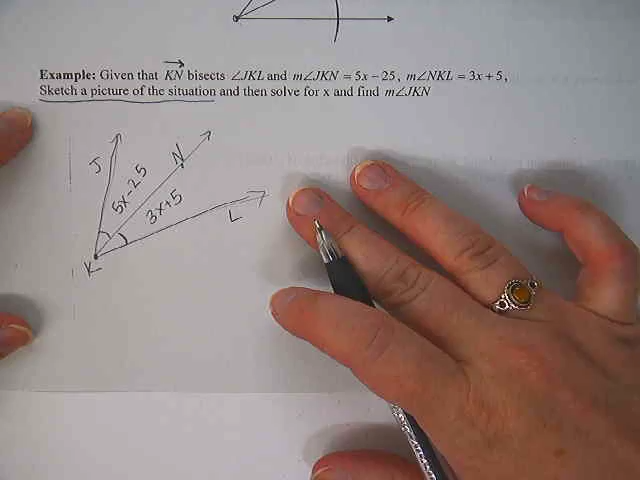 Example: Given that KN bisects ∠JKL and m∠JKN = 5x − 25, m∠NKL = 3x + 5,
Sketch a picture of the situation and then solve for x and find m∠JKN
J
N
5x-25
3x+5
L
K